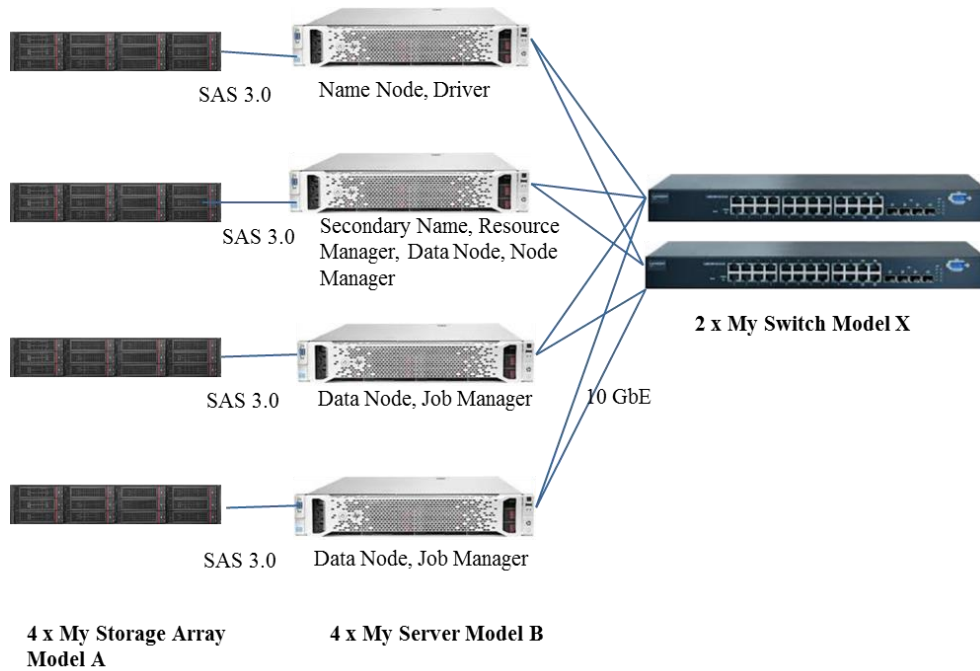 SAS 3.0
Name Node, Driver
SAS 3.0
Secondary Name, Resource
Manager, Data Node, Node
Manager
2 x My Switch Model X
SAS 3.0
Data Node, Job Manager
10 GbE
SAS 3.0
Data Node, Job Manager
4 x My Storage Array
Model A
4 x My Server Model B